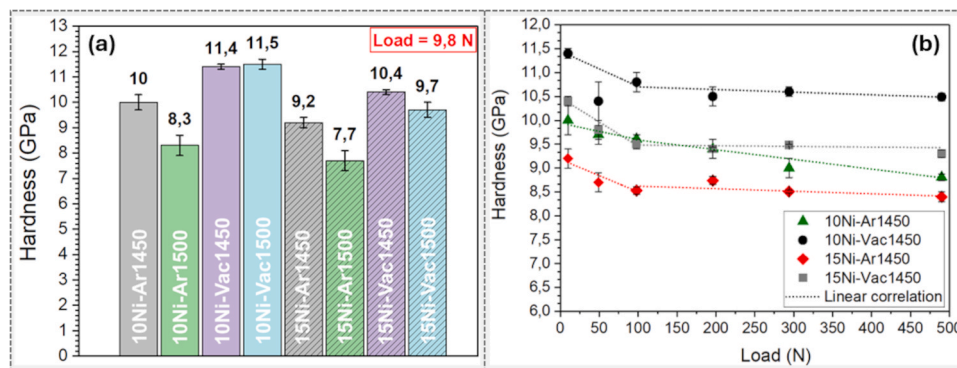 (a)
Load = 9,8 N
Hardness (GPa)
13
12
11
10
9
8
7
6
5
4
3
2
1
0
10
8,3
11,4
11,5
9,2
7,7
10,4
9,7
10Ni-Ar1450
10Ni-Ar1500
10Ni-Vac1450
10Ni-Vac1500
15Ni-Ar1450
15Ni-Ar1500
15Ni-Vac1450
15Ni-Vac1500
(b)
Hardness (GPa)
12,0
11,5
11,0
10,5
10,0
9,5
9,0
8,5
8,0
7,5
7,0
6,5
6,0
10Ni-Ar1450
10Ni-Vac1450
15Ni-Ar1450
15Ni-Vac1450
Linear correlation
0 50 100 150 200 250 300 350 400 450 500
Load (N)